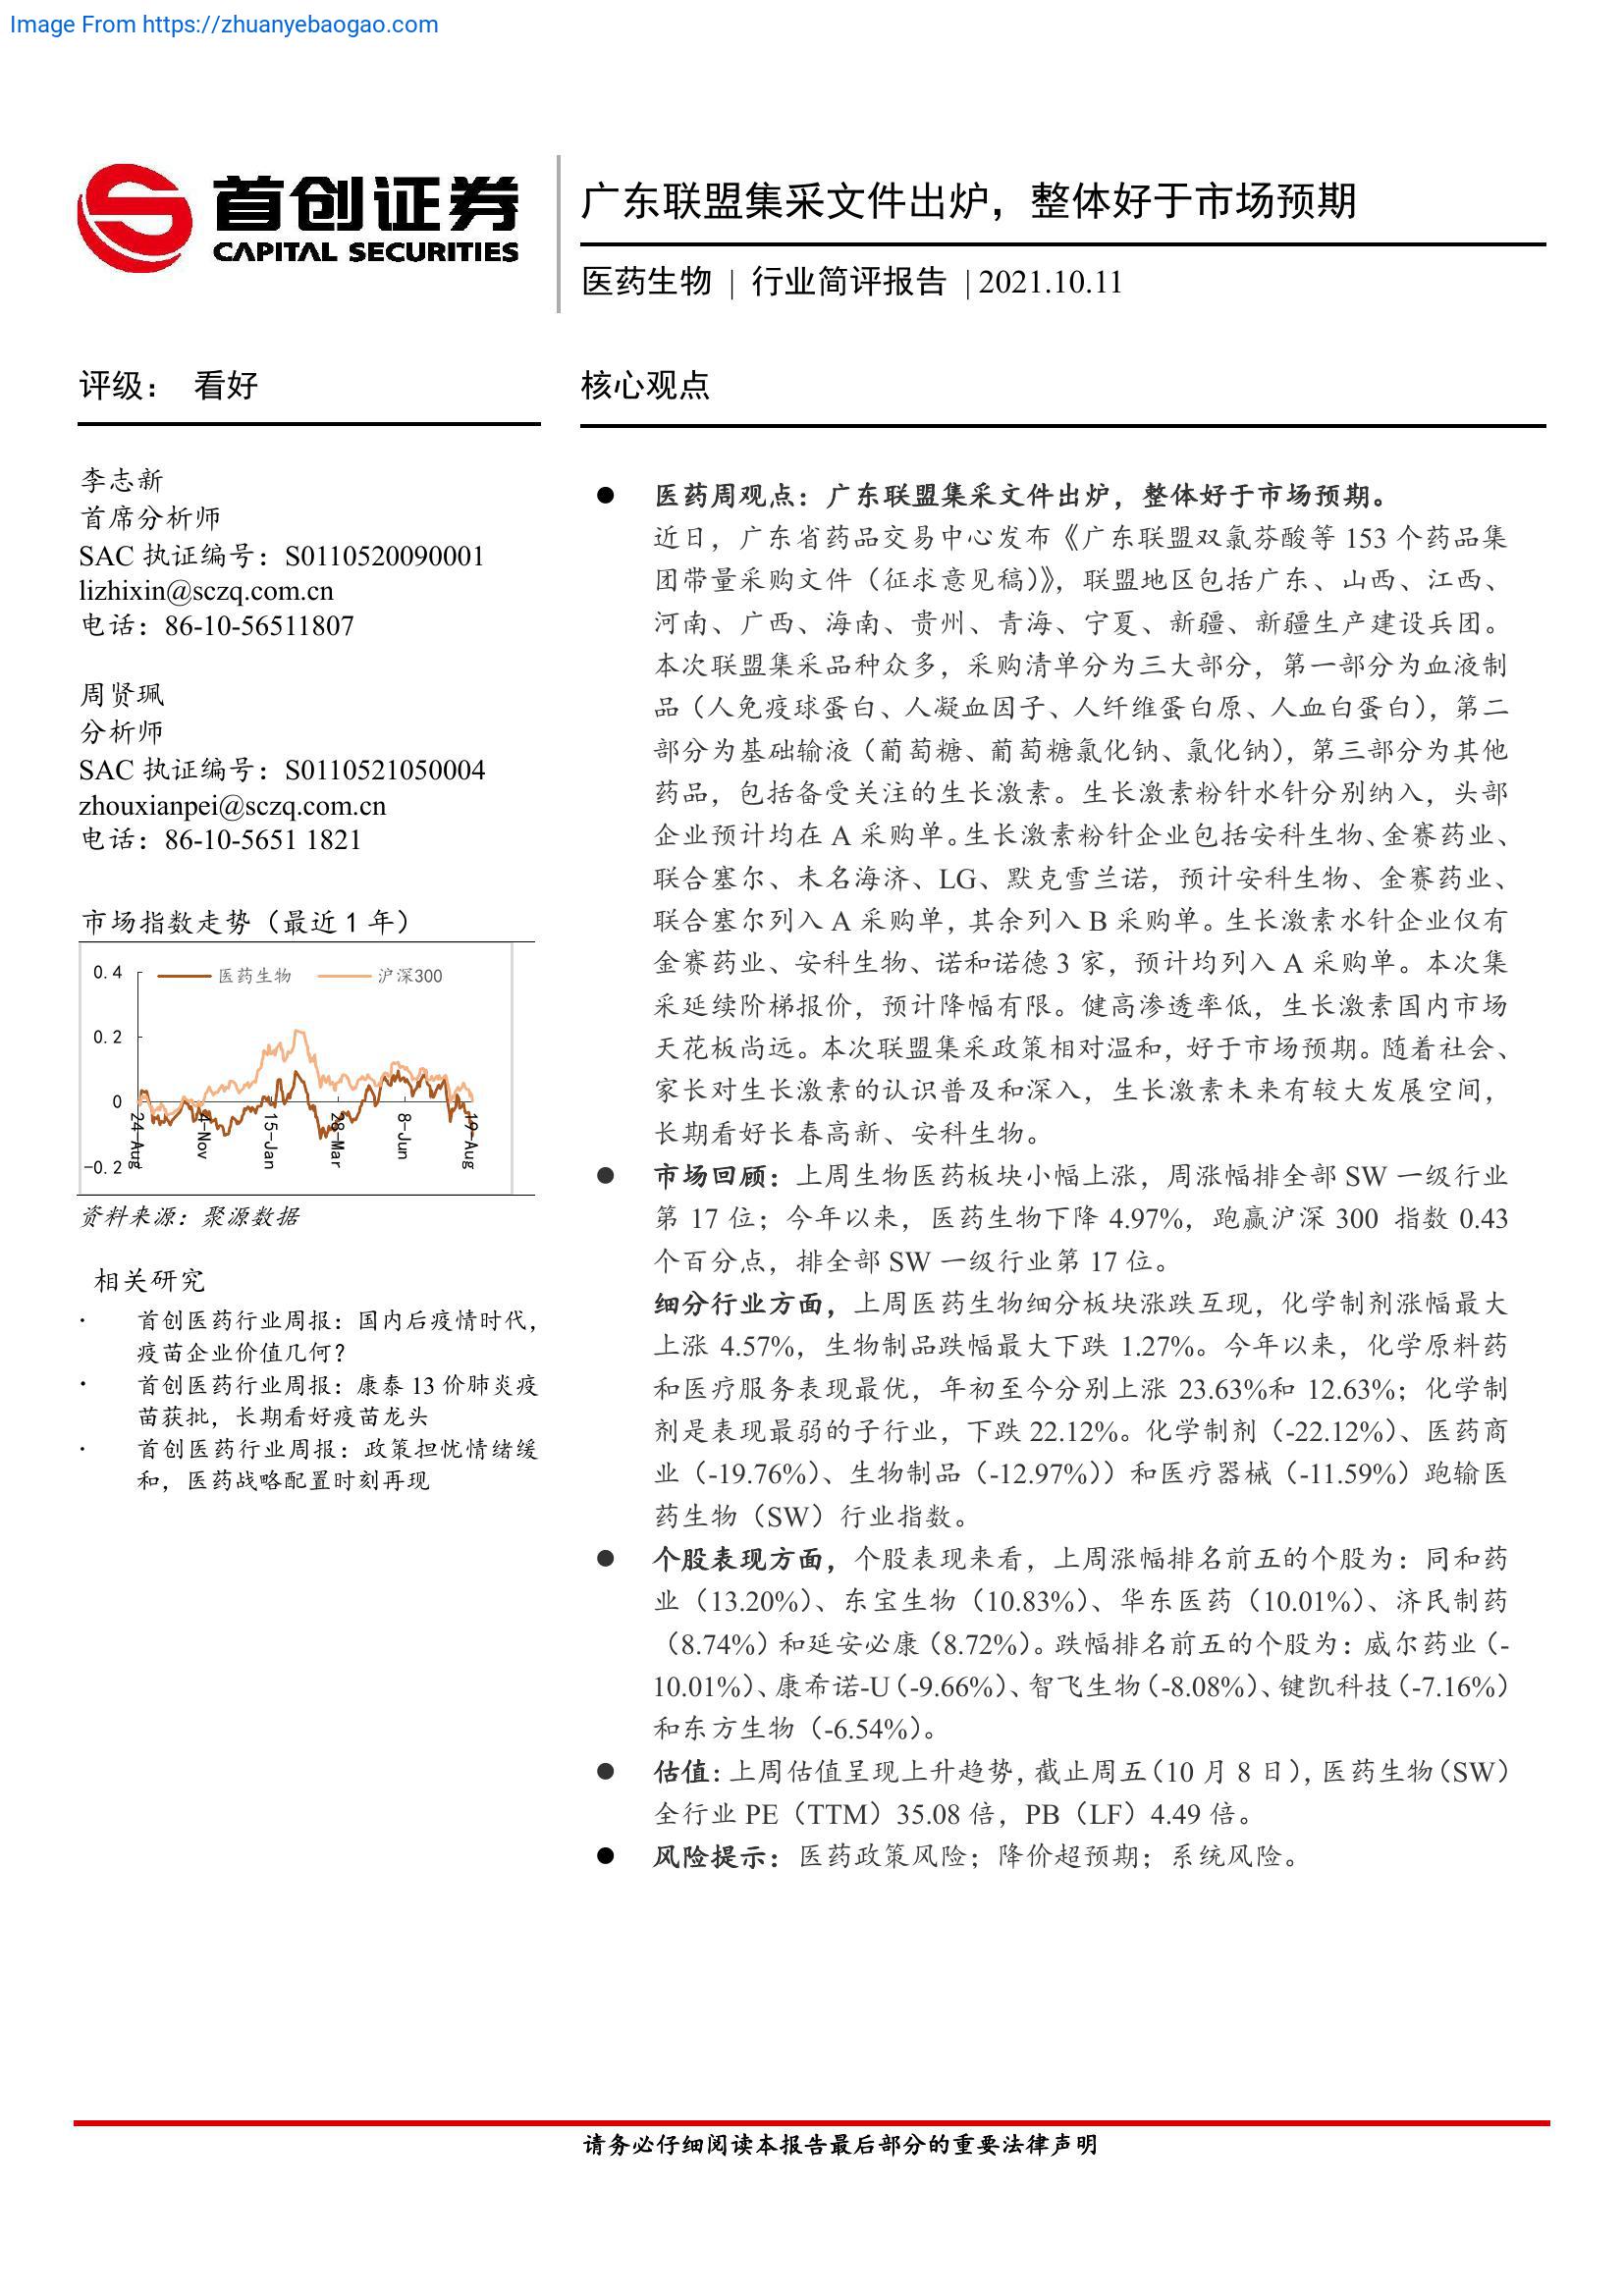 Image From https://zhuanyebaogao.com
首创证券
CAPITAL SECURITIES
广东联盟集采文件出炉，整体好于市场预期
医药生物 | 行业简评报告 | 2021.10.11
评级： 看好
李志新
首席分析师
SAC 执证编号：S0110520090001
lizhixin@sczq.com.cn
电话：86-10-56511807
周贤珮
分析师
SAC 执证编号：S0110521050004
zhouxianpei@sczq.com.cn
电话：86-10-5651 1821
市场指数走势（最近 1 年）
医药生物 沪深300
0.4
0.2
0
-0.2
24-Aug
4-Nov
15-Jan
28-Mar
8-Jun
19-Aug
资料来源：聚源数据
相关研究
· 首创医药行业周报：国内后疫情时代，
疫苗企业价值几何？
· 首创医药行业周报：康泰 13 价肺炎疫
苗获批，长期看好疫苗龙头
· 首创医药行业周报：政策担忧情绪缓
和，医药战略配置时刻再现
核心观点
● 医药周观点：广东联盟集采文件出炉，整体好于市场预期。
近日，广东省药品交易中心发布《广东联盟双氯芬酸等 153 个药品集
团带量采购文件（征求意见稿）》，联盟地区包括广东、山西、江西、
河南、广西、海南、贵州、青海、宁夏、新疆、新疆生产建设兵团。
本次联盟集采品种众多，采购清单分为三大部分，第一部分为血液制
品（人免疫球蛋白、人凝血因子、人纤维蛋白原、人血白蛋白），第二
部分为基础输液（葡萄糖、葡萄糖氯化钠、氯化钠），第三部分为其他
药品，包括备受关注的生长激素。生长激素粉针水针分别纳入，头部
企业预计均在 A 采购单。生长激素粉针企业包括安科生物、金赛药业、
联合塞尔、未名海济、LG、默克雪兰诺，预计安科生物、金赛药业、
联合塞尔列入 A 采购单，其余列入 B 采购单。生长激素水针企业仅有
金赛药业、安科生物、诺和诺德 3 家，预计均列入 A 采购单。本次集
采延续阶梯报价，预计降幅有限。健高渗透率低，生长激素国内市场
天花板尚远。本次联盟集采政策相对温和，好于市场预期。随着社会、
家长对生长激素的认识普及和深入，生长激素未来有较大发展空间，
长期看好长春高新、安科生物。
● 市场回顾：上周生物医药板块小幅上涨，周涨幅排全部 SW 一级行业
第 17 位；今年以来，医药生物下降 4.97%，跑赢沪深 300 指数 0.43
个百分点，排全部 SW 一级行业第 17 位。
细分行业方面，上周医药生物细分板块涨跌互现，化学制剂涨幅最大
上涨 4.57%，生物制品跌幅最大下跌 1.27%。今年以来，化学原料药
和医疗服务表现最优，年初至今分别上涨 23.63%和 12.63%；化学制
剂是表现最弱的子行业，下跌 22.12%。化学制剂（-22.12%）、医药商
业（-19.76%）、生物制品（-12.97%））和医疗器械（-11.59%）跑输医
药生物（SW）行业指数。
● 个股表现方面，个股表现来看，上周涨幅排名前五的个股为：同和药
业（13.20%）、东宝生物（10.83%）、华东医药（10.01%）、济民制药
（8.74%）和延安必康（8.72%）。跌幅排名前五的个股为：威尔药业（-
10.01%）、康希诺-U（-9.66%）、智飞生物（-8.08%）、键凯科技（-7.16%）
和东方生物（-6.54%）。
● 估值：上周估值呈现上升趋势，截止周五（10 月 8 日），医药生物（SW）
全行业 PE（TTM）35.08 倍，PB（LF）4.49 倍。
● 风险提示：医药政策风险；降价超预期；系统风险。
请务必仔细阅读本报告最后部分的重要法律声明